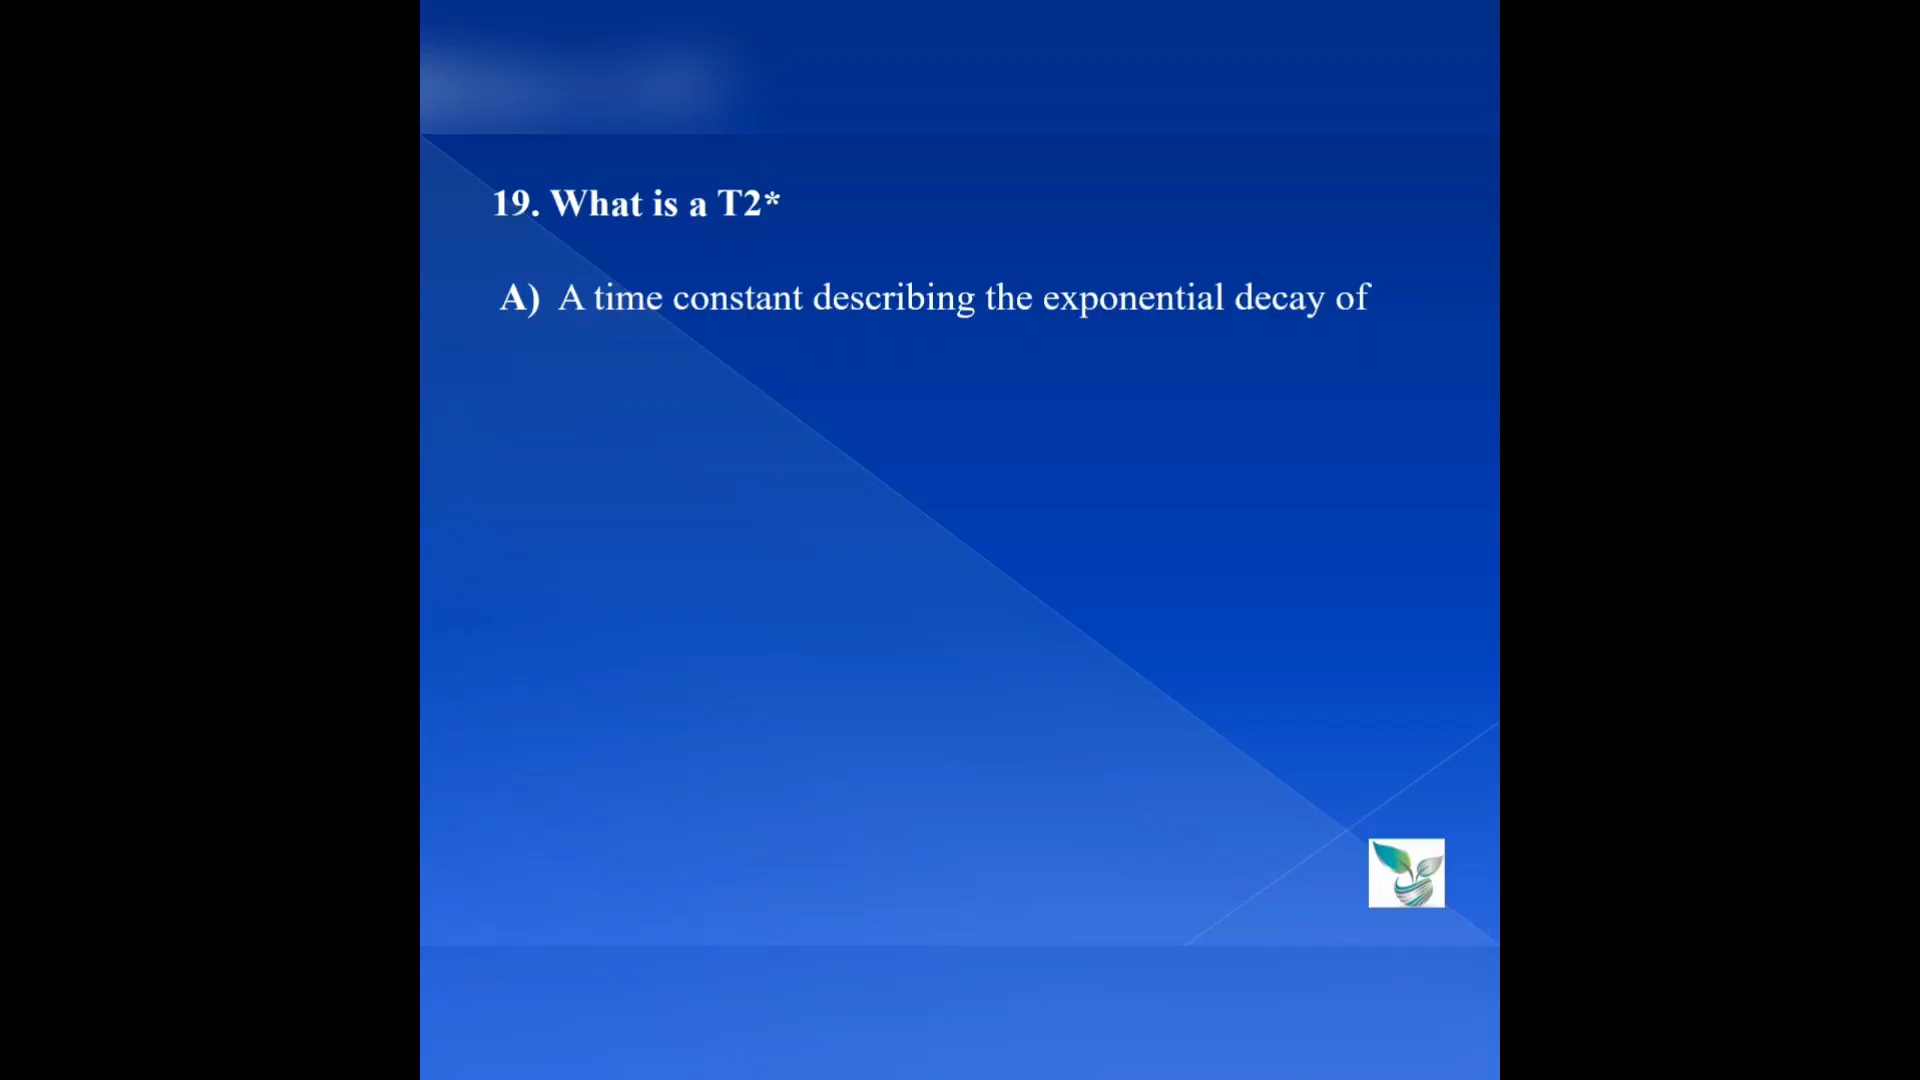 19. What is a T2*
A) A time constant describing the exponential decay of